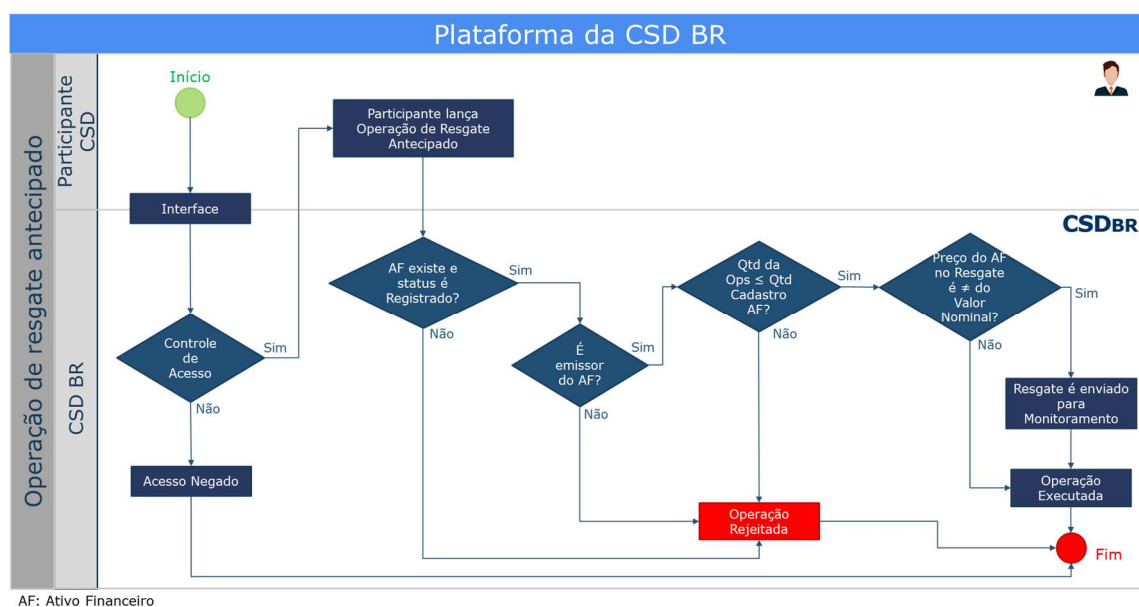 Plataforma da CSD BR
Operação de resgate antecipado
Participante
CSD
Início
Participante lança
Operação de Resgate
Antecipado
Interface
CSD BR
CSDBR
AF existe e
status é
Registrado?
Sim
Não
Qtd da
Ops ≤ Qtd
Cadastro
AF?
Sim
Não
Preço do AF
no Resgate
é ≠ do
Valor
Nominal?
Sim
Não
Controle
de
Acesso
Sim
Não
É
emissor
do AF?
Sim
Não
Resgate é enviado
para
Monitoramento
Acesso Negado
Operação
Executada
Operação
Rejeitada
Fim
AF: Ativo Financeiro